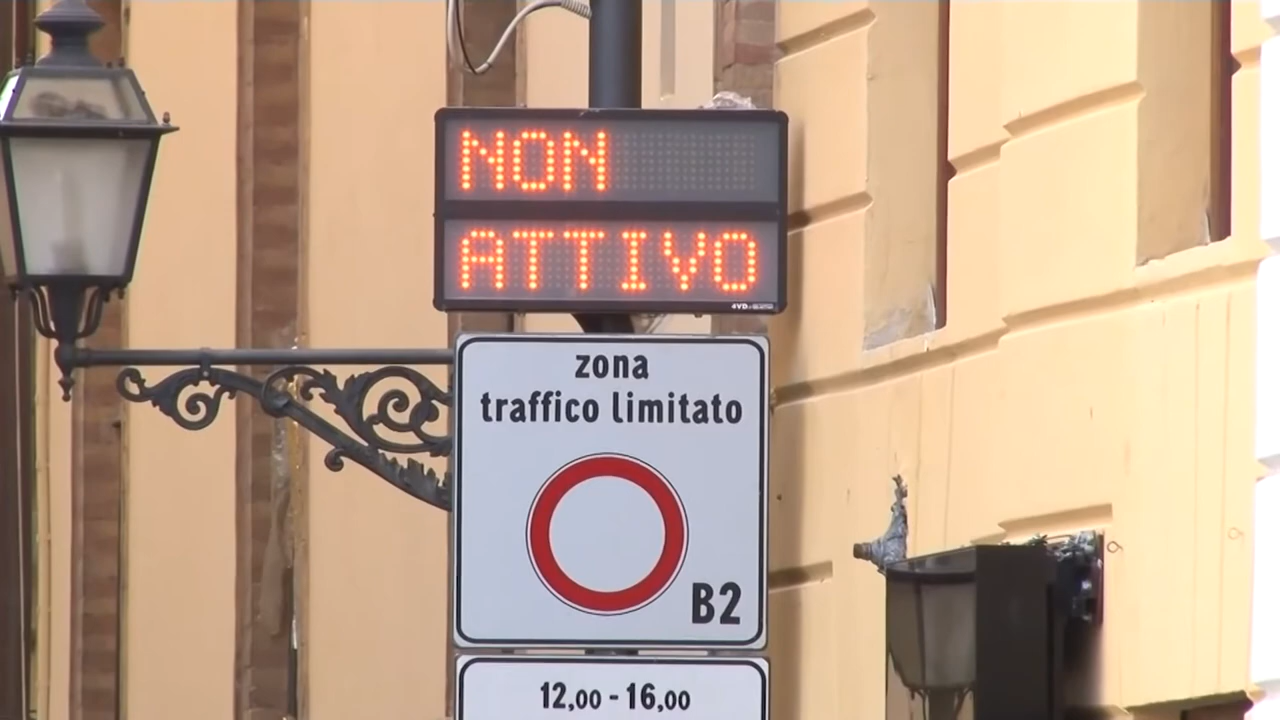 NON
ATTIVO
zona
traffico limitato
B2
12,00 - 16,00